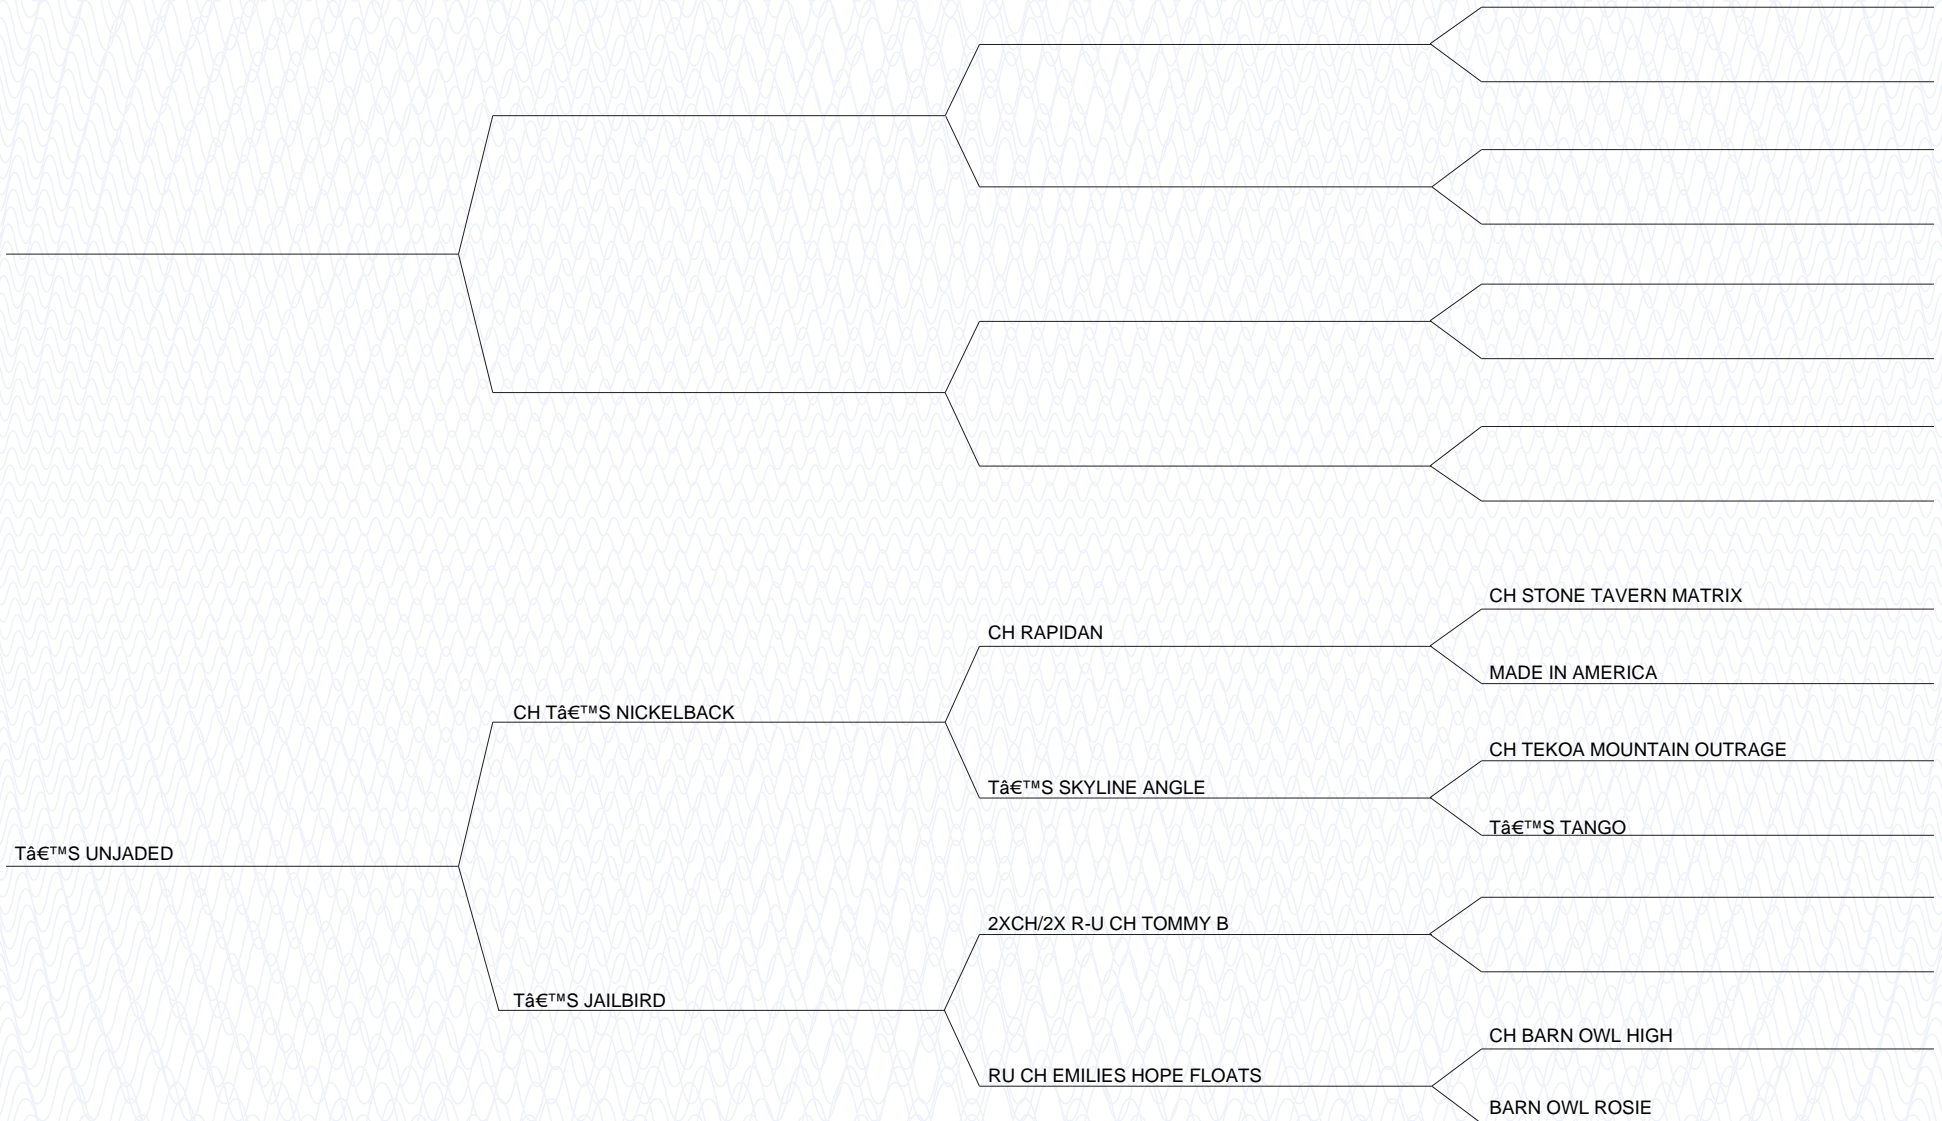 CH STONE TAVERN MATRIX
CH RAPIDAN
MADE IN AMERICA
CH Tâ€™S NICKELBACK
CH TEKOA MOUNTAIN OUTRAGE
Tâ€™S SKYLINE ANGLE
Tâ€™S TANGO
Tâ€™S UNJADED
2XCH/2X R-U CH TOMMY B
Tâ€™S JAILBIRD
CH BARN OWL HIGH
RU CH EMILIES HOPE FLOATS
BARN OWL ROSIE